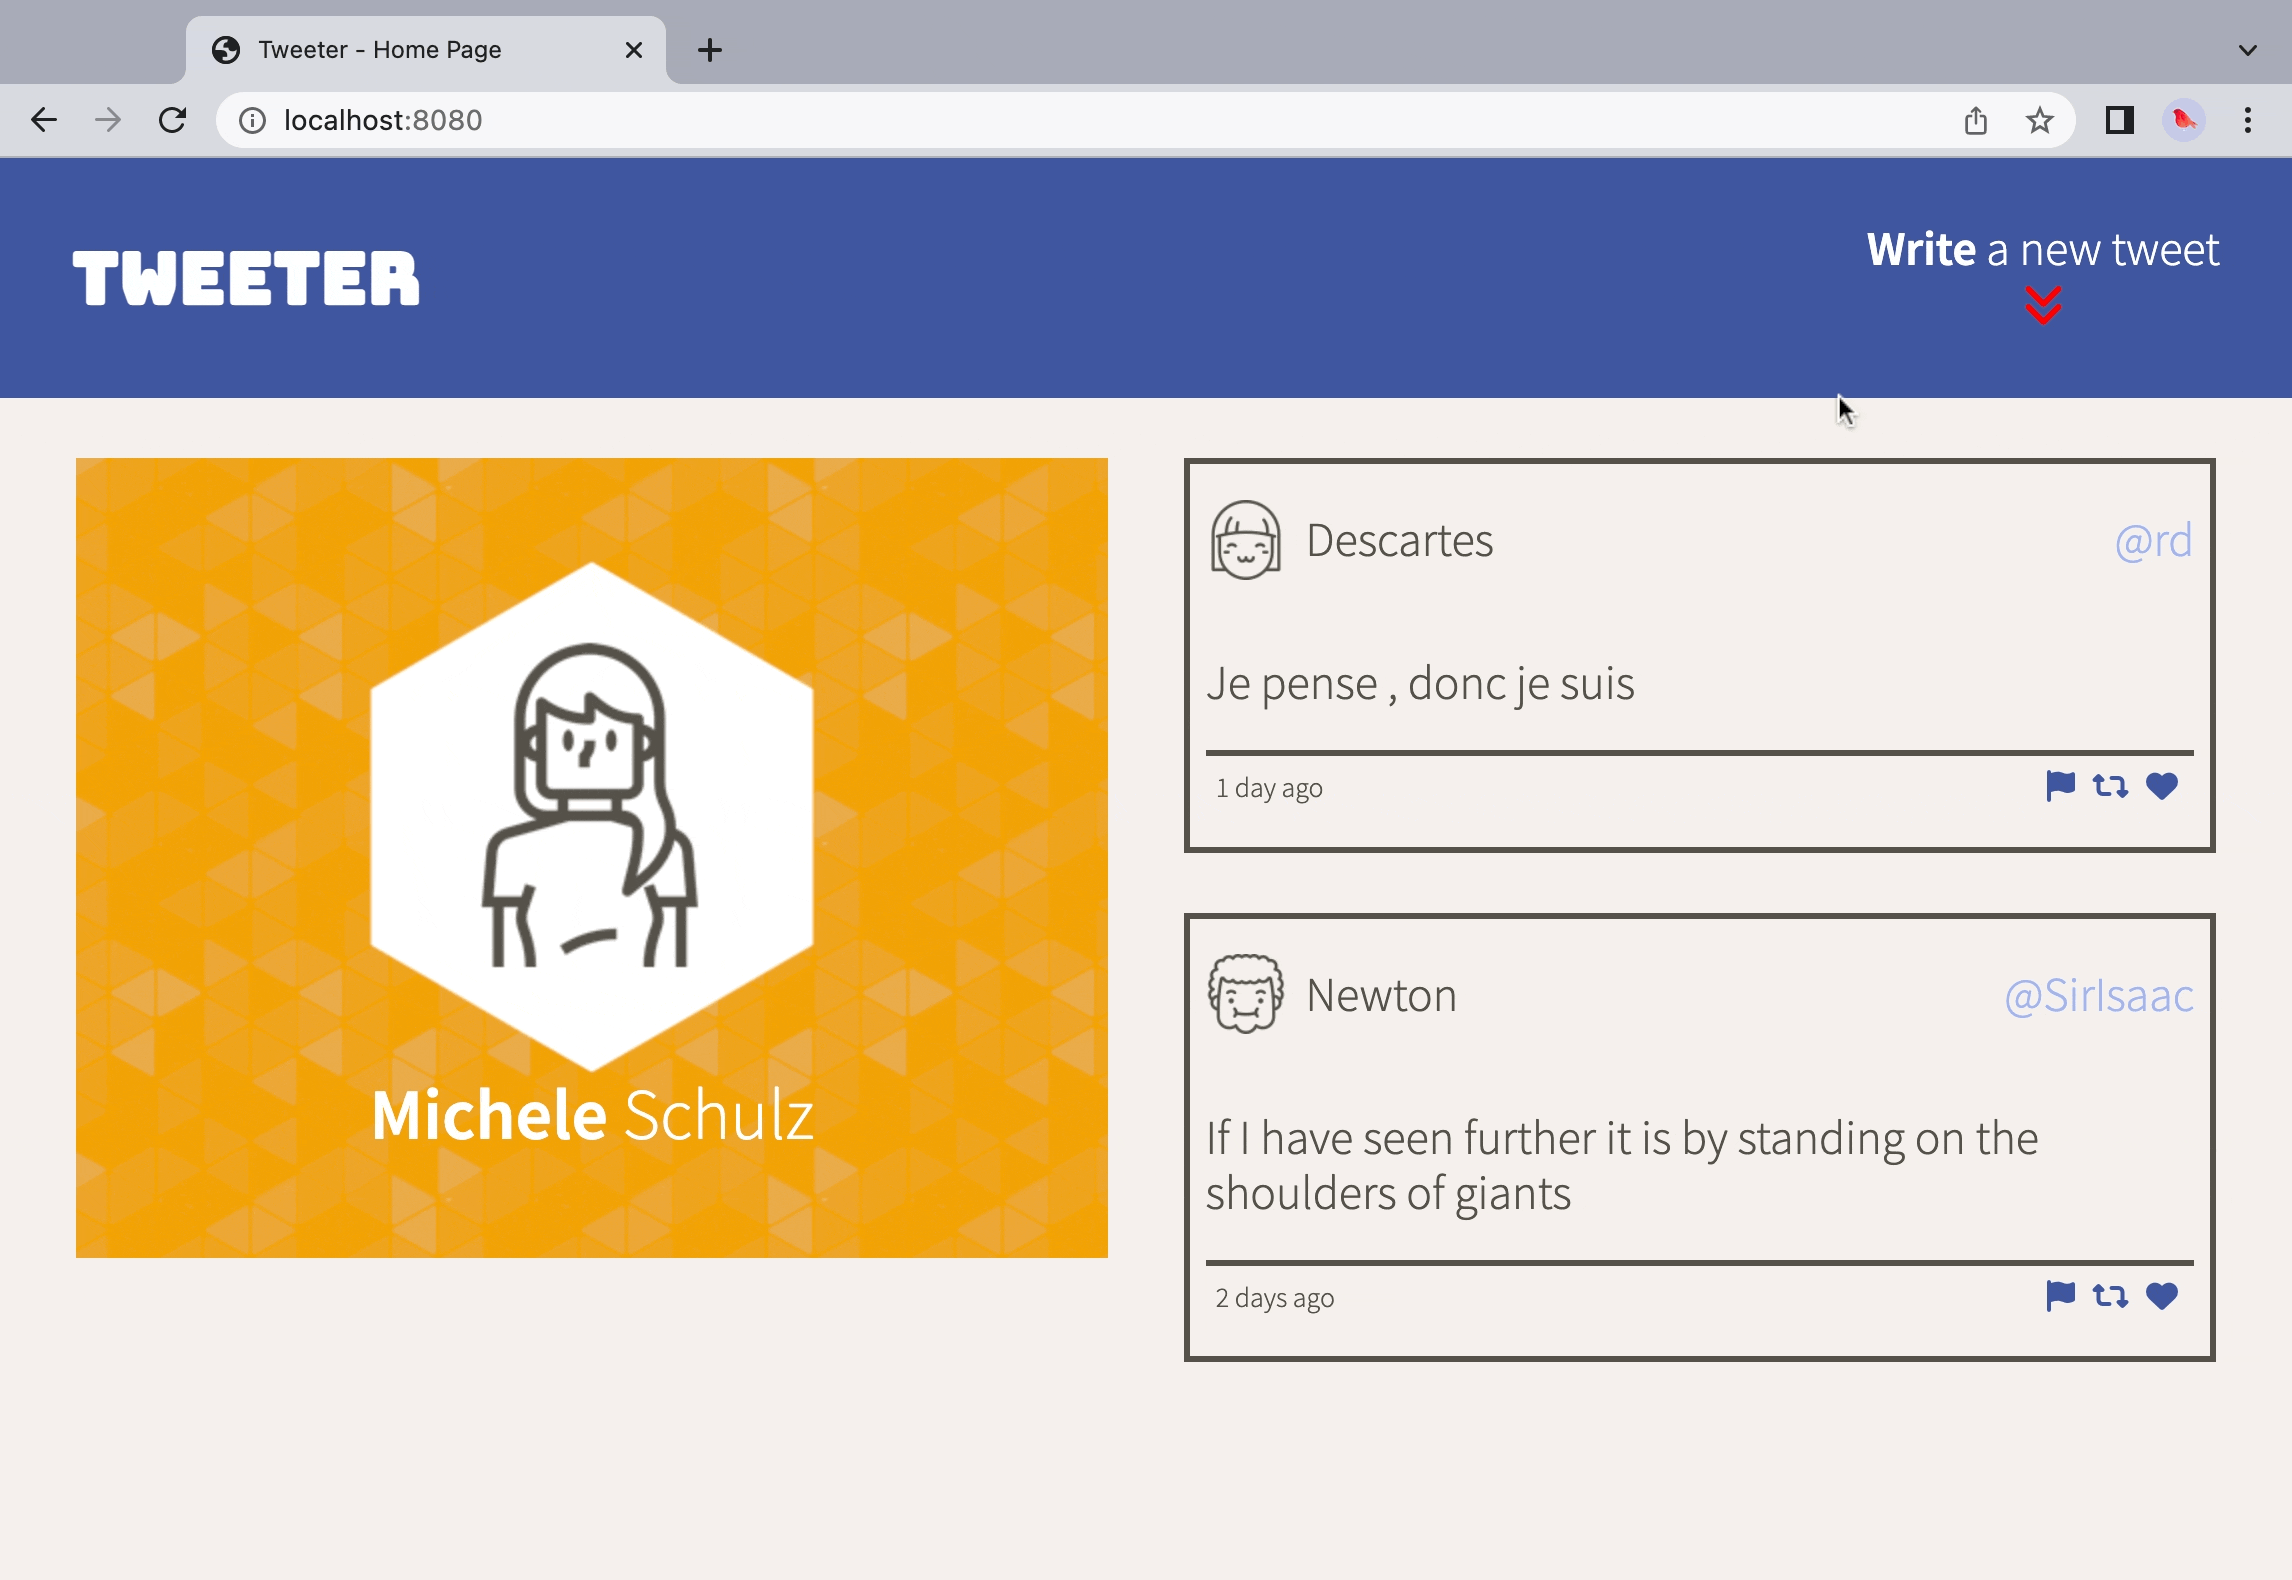 Tweeter - Home Page
localhost:8080
TWEETER
Write a new tweet
Michele Schulz
Descartes
@rd
Je pense , donc je suis
1 day ago
Newton
@SirIsaac
If I have seen further it is by standing on the
shoulders of giants
2 days ago